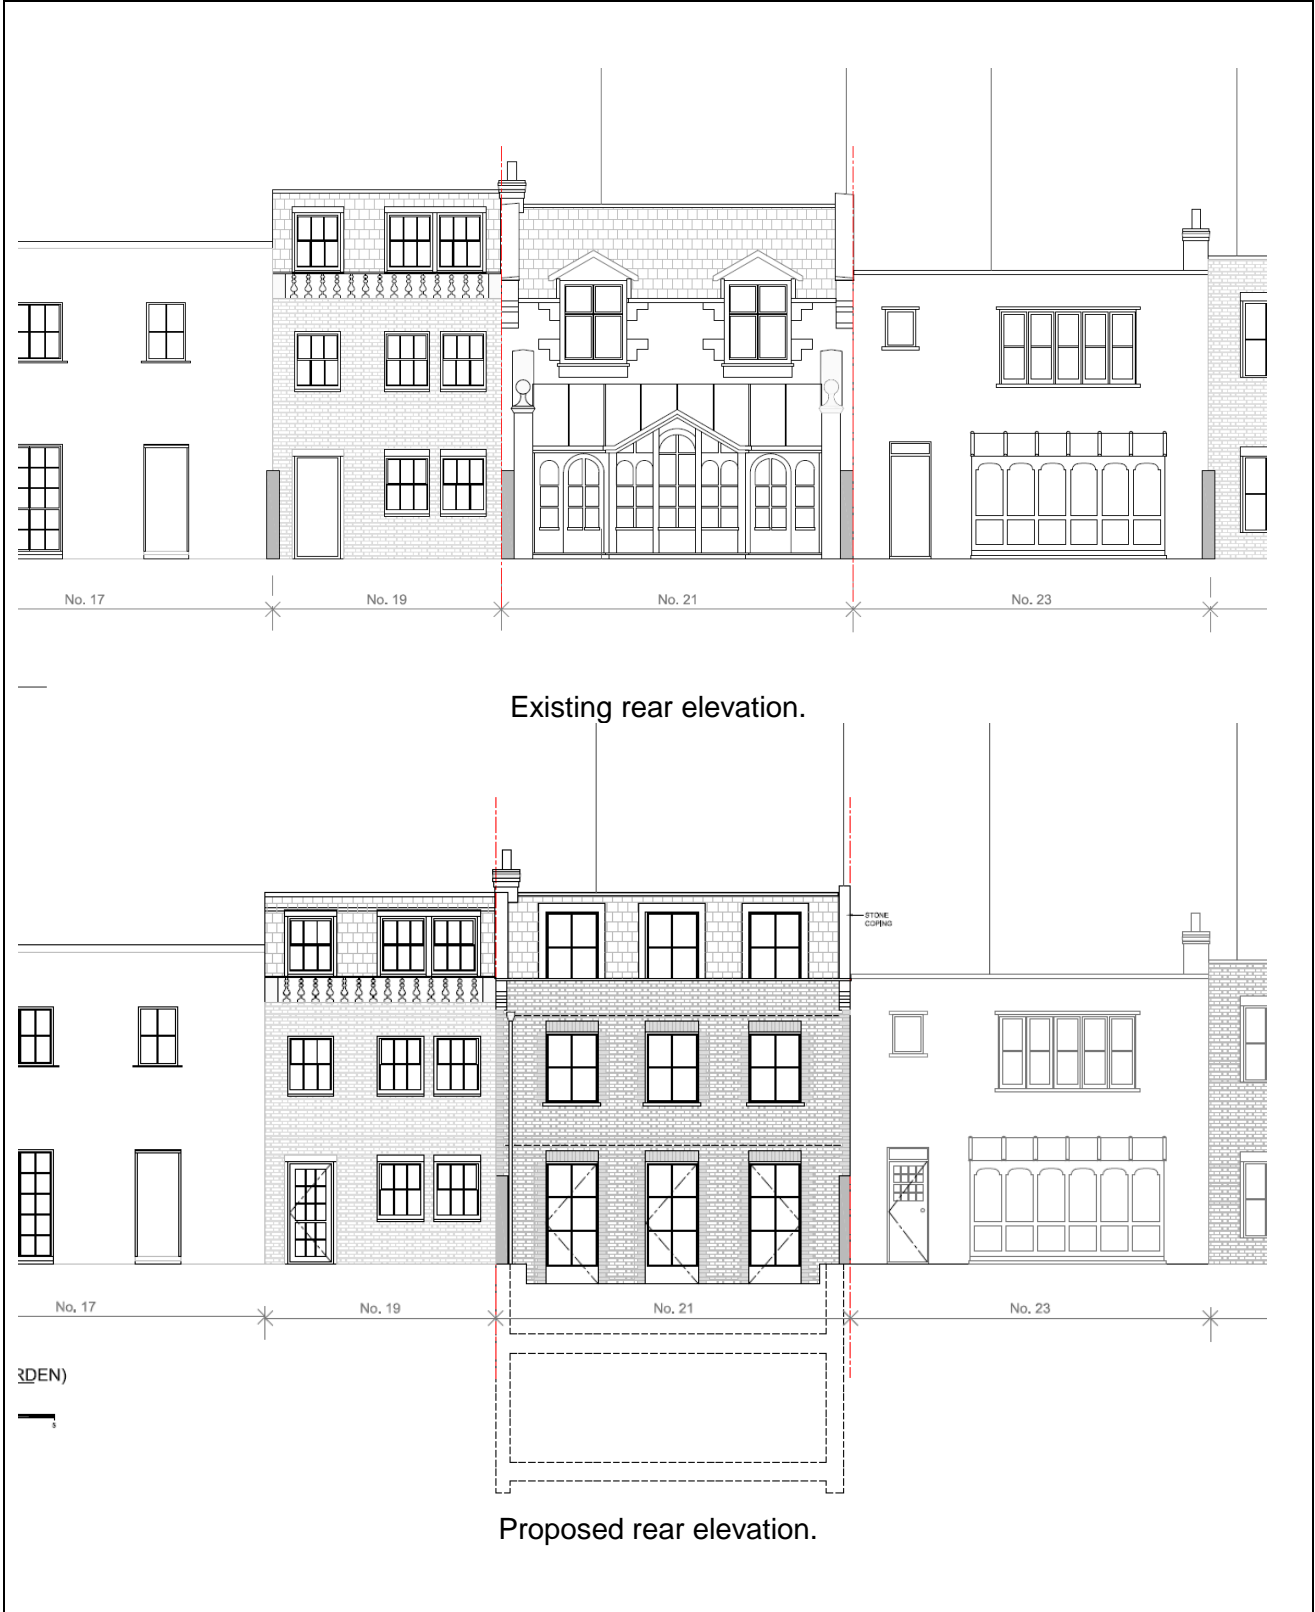 No. 17 No. 19 No. 21 No. 23
Existing rear elevation.
STONE
COPING
No. 17 No. 19 No. 21 No. 23
RDEN)
5
Proposed rear elevation.